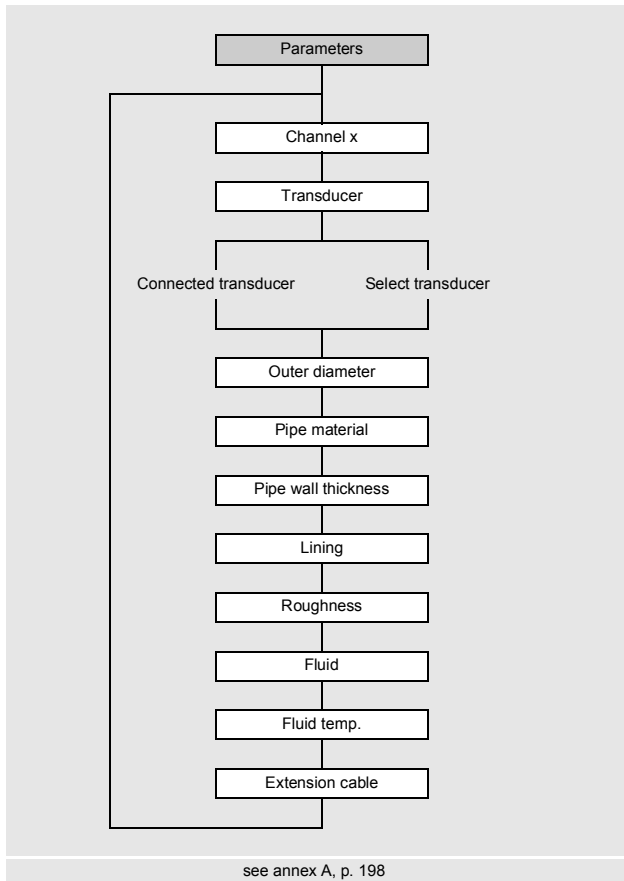 Parameters
Channel x
Transducer
Connected transducer
Select transducer
Outer diameter
Pipe material
Pipe wall thickness
Lining
Roughness
Fluid
Fluid temp.
Extension cable
see annex A, p. 198